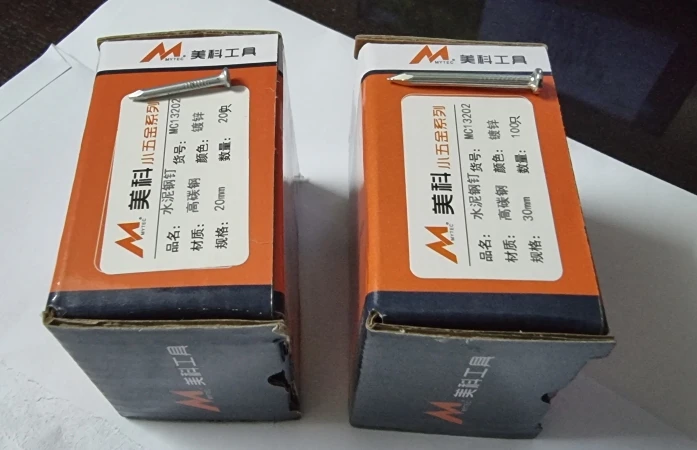 MYTEC 美科工具
MYTEC 美科 小五金系列
品名: 水泥钢钉 货号: MC13202
材质: 高碳钢 颜色: 镀锌
规格: 20mm 数量:
美科工具
MYTEC 美科工具
MYTEC 美科 小五金系列
品名: 水泥钢钉 货号: MC13202
材质: 高碳钢 颜色: 镀锌
规格: 30mm 数量: 100只
美科工具